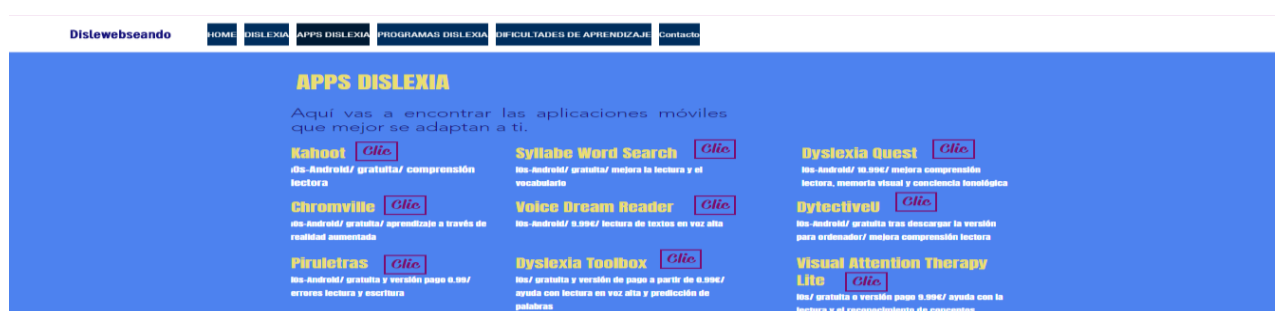 Dislewebseando
HOME DISLEXIA APPS DISLEXIA PROGRAMAS DISLEXIA DIFICULTADES DE APRENDIZAJE Contacto
APPS DISLEXIA
Aquí vas a encontrar las aplicaciones móviles
que mejor se adaptan a ti.
Kahoot Clic
iOs-Android/ gratuita/ comprensión
lectora
Syllabe Word Search Clic
ios-Android/ gratuita/ mejora la lectura y el
vocabulario
Dyslexia Quest Clic
ios-Android/ 10.99€/ mejora comprensión
lectora, memoria visual y conciencia fonológica
Chromville Clic
ios-Android/ gratuita/ aprendizaje a través de
realidad aumentada
Voice Dream Reader Clic
ios-Android/ 9.99€/ lectura de textos en voz alta
DytectiveU Clic
ios-Android/ gratuita tras descargar la versión
para ordenador/ mejora comprensión lectora
Piruletras Clic
ios-Android/ gratuita y versión pago 0.99/
errores lectura y escritura
Dyslexia Toolbox Clic
ios/ gratuita y versión de pago a partir de 0.99€/
ayuda con lectura en voz alta y predicción de
palabras
Visual Attention Therapy
Lite Clic
ios/ gratuita o versión pago 9.99€/ ayuda con la
lectura y el reconocimiento de conceptos